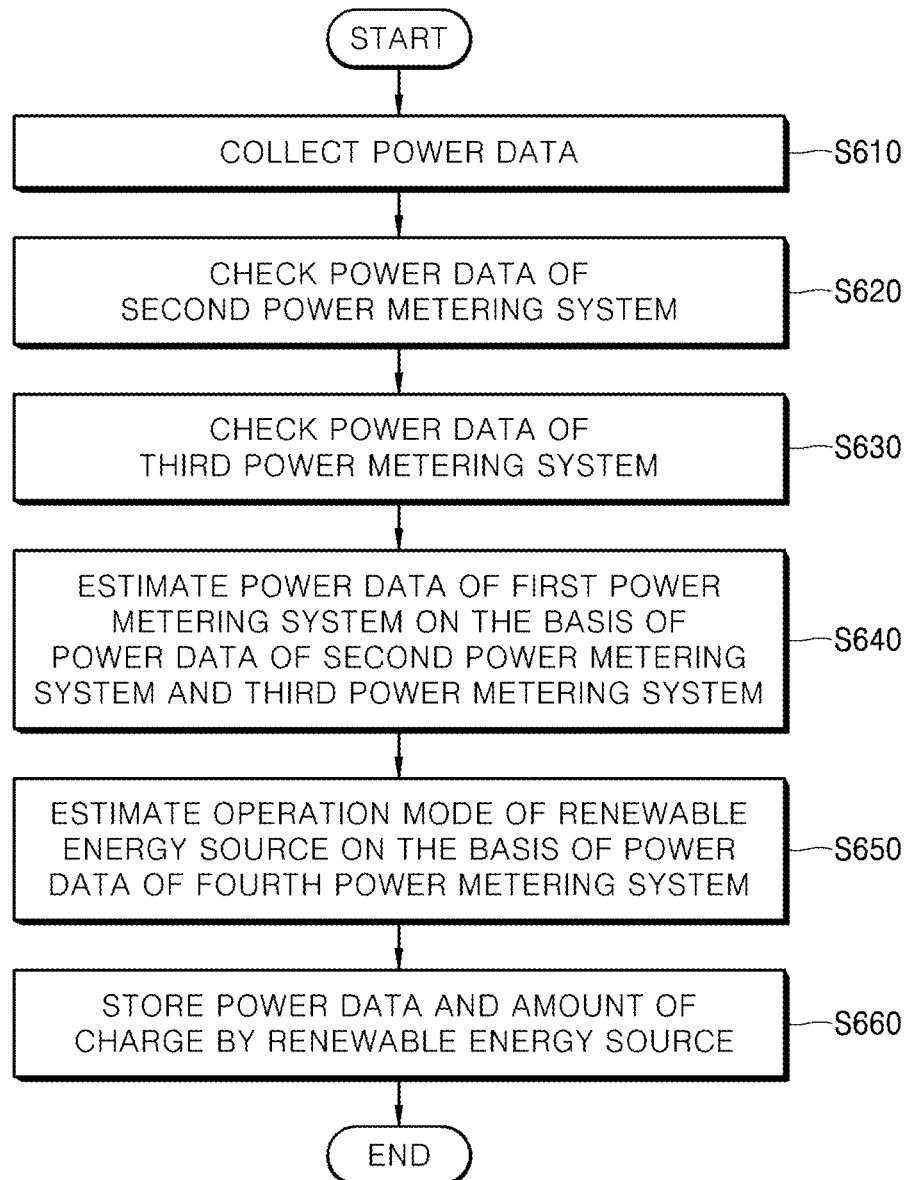 START
COLLECT POWER DATA
S610
CHECK POWER DATA OF
SECOND POWER METERING SYSTEM
S620
CHECK POWER DATA OF
THIRD POWER METERING SYSTEM
S630
ESTIMATE POWER DATA OF FIRST POWER
METERING SYSTEM ON THE BASIS OF
POWER DATA OF SECOND POWER METERING
SYSTEM AND THIRD POWER METERING SYSTEM
S640
ESTIMATE OPERATION MODE OF RENEWABLE
ENERGY SOURCE ON THE BASIS OF POWER
DATA OF FOURTH POWER METERING SYSTEM
S650
STORE POWER DATA AND AMOUNT OF
CHARGE BY RENEWABLE ENERGY SOURCE
S660
END